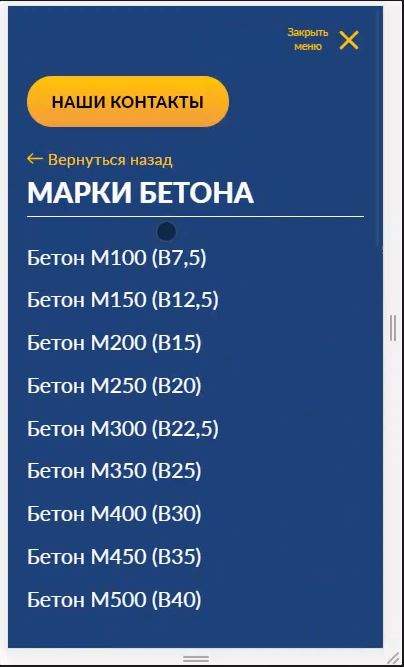 Закрыть
меню
НАШИ КОНТАКТЫ
← Вернуться назад
МАРКИ БЕТОНА
Бетон М100 (В7,5)
Бетон М150 (В12,5)
Бетон М200 (В15)
Бетон М250 (В20)
Бетон М300 (В22,5)
Бетон М350 (В25)
Бетон М400 (В30)
Бетон М450 (В35)
Бетон М500 (В40)